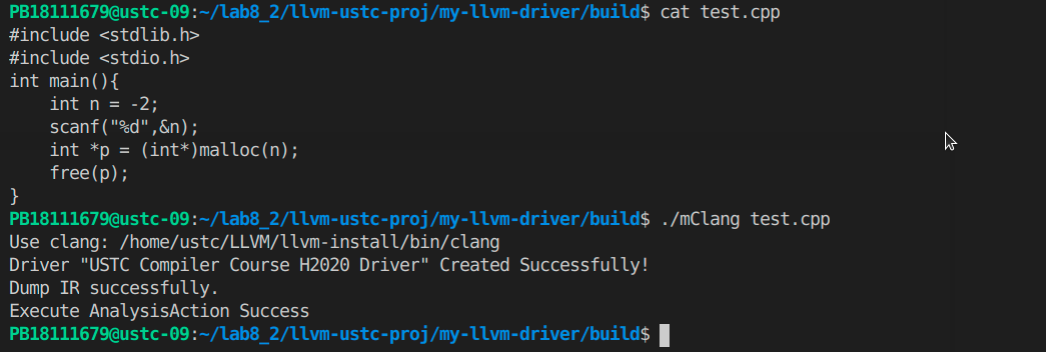 PB18111679@ustc-09:~/lab8_2/llvm-ustc-proj/my-llvm-driver/build$ cat test.cpp
#include <stdlib.h>
#include <stdio.h>
int main(){
    int n = -2;
    scanf("%d",&n);
    int *p = (int*)malloc(n);
    free(p);
}
PB18111679@ustc-09:~/lab8_2/llvm-ustc-proj/my-llvm-driver/build$ ./mClang test.cpp
Use clang: /home/ustc/LLVM/llvm-install/bin/clang
Driver "USTC Compiler Course H2020 Driver" Created Successfully!
Dump IR successfully.
Execute AnalysisAction Success
PB18111679@ustc-09:~/lab8_2/llvm-ustc-proj/my-llvm-driver/build$